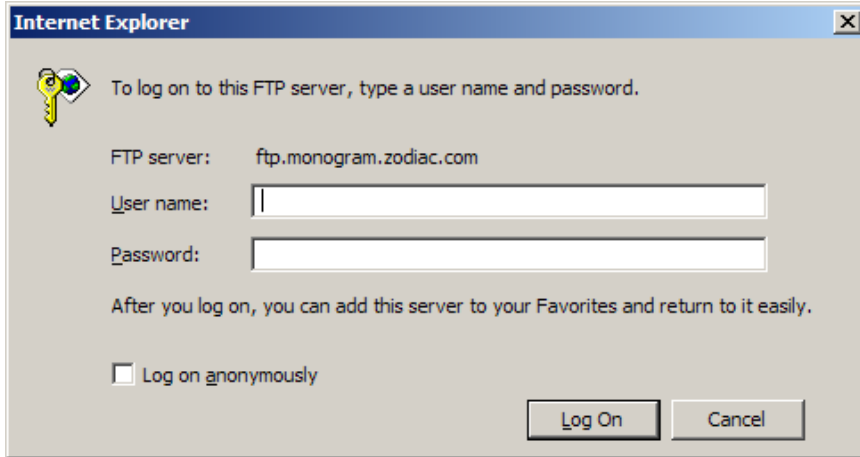 Internet Explorer
To log on to this FTP server, type a user name and password.
FTP server: ftp.monogram.zodiac.com
User name:
Password:
After you log on, you can add this server to your Favorites and return to it easily.
Log on anonymously
Log On Cancel